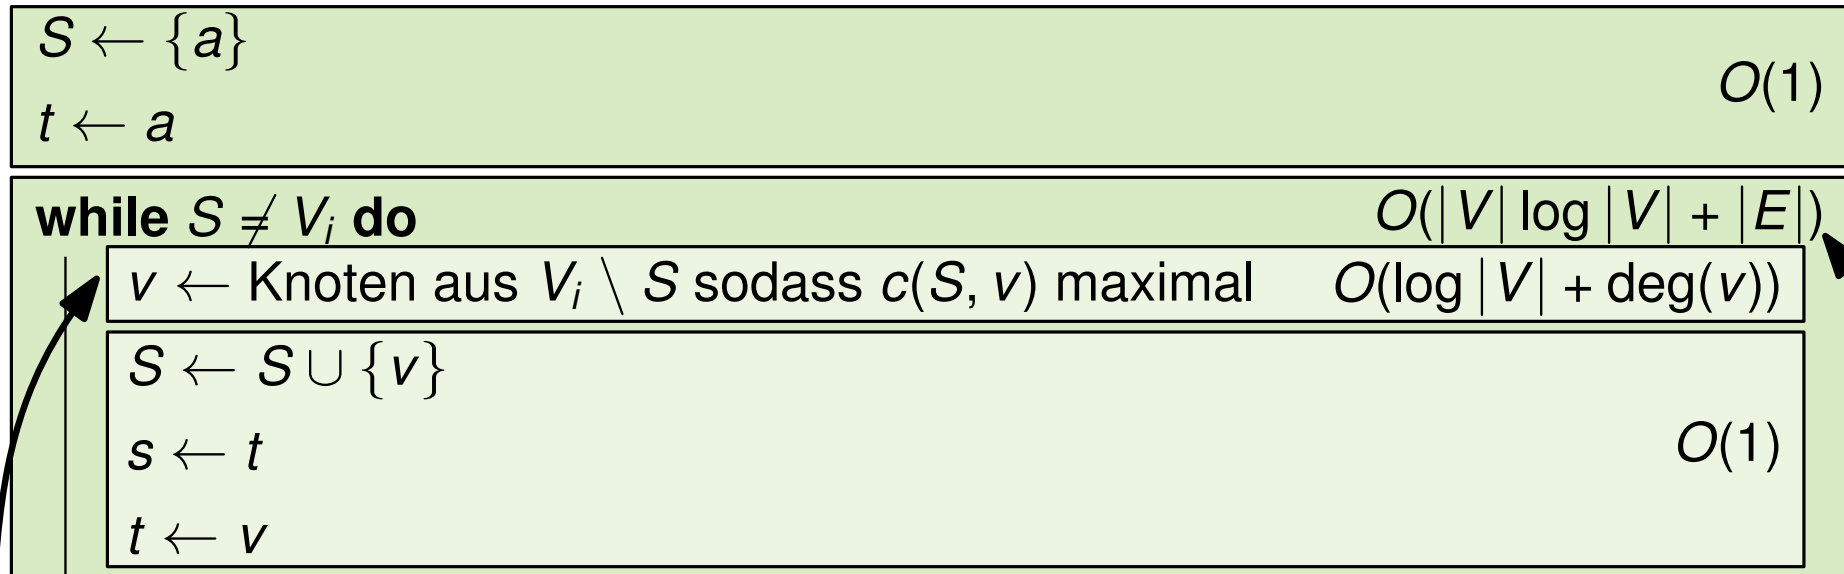 S ← {a}
O(1)
t ← a
while S ≠ V_i do O(|V| log |V| + |E|)
v ← Knoten aus V_i \ S sodass c(S, v) maximal O(log |V| + deg(v))
S ← S ∪ {v}
s ← t O(1)
t ← v